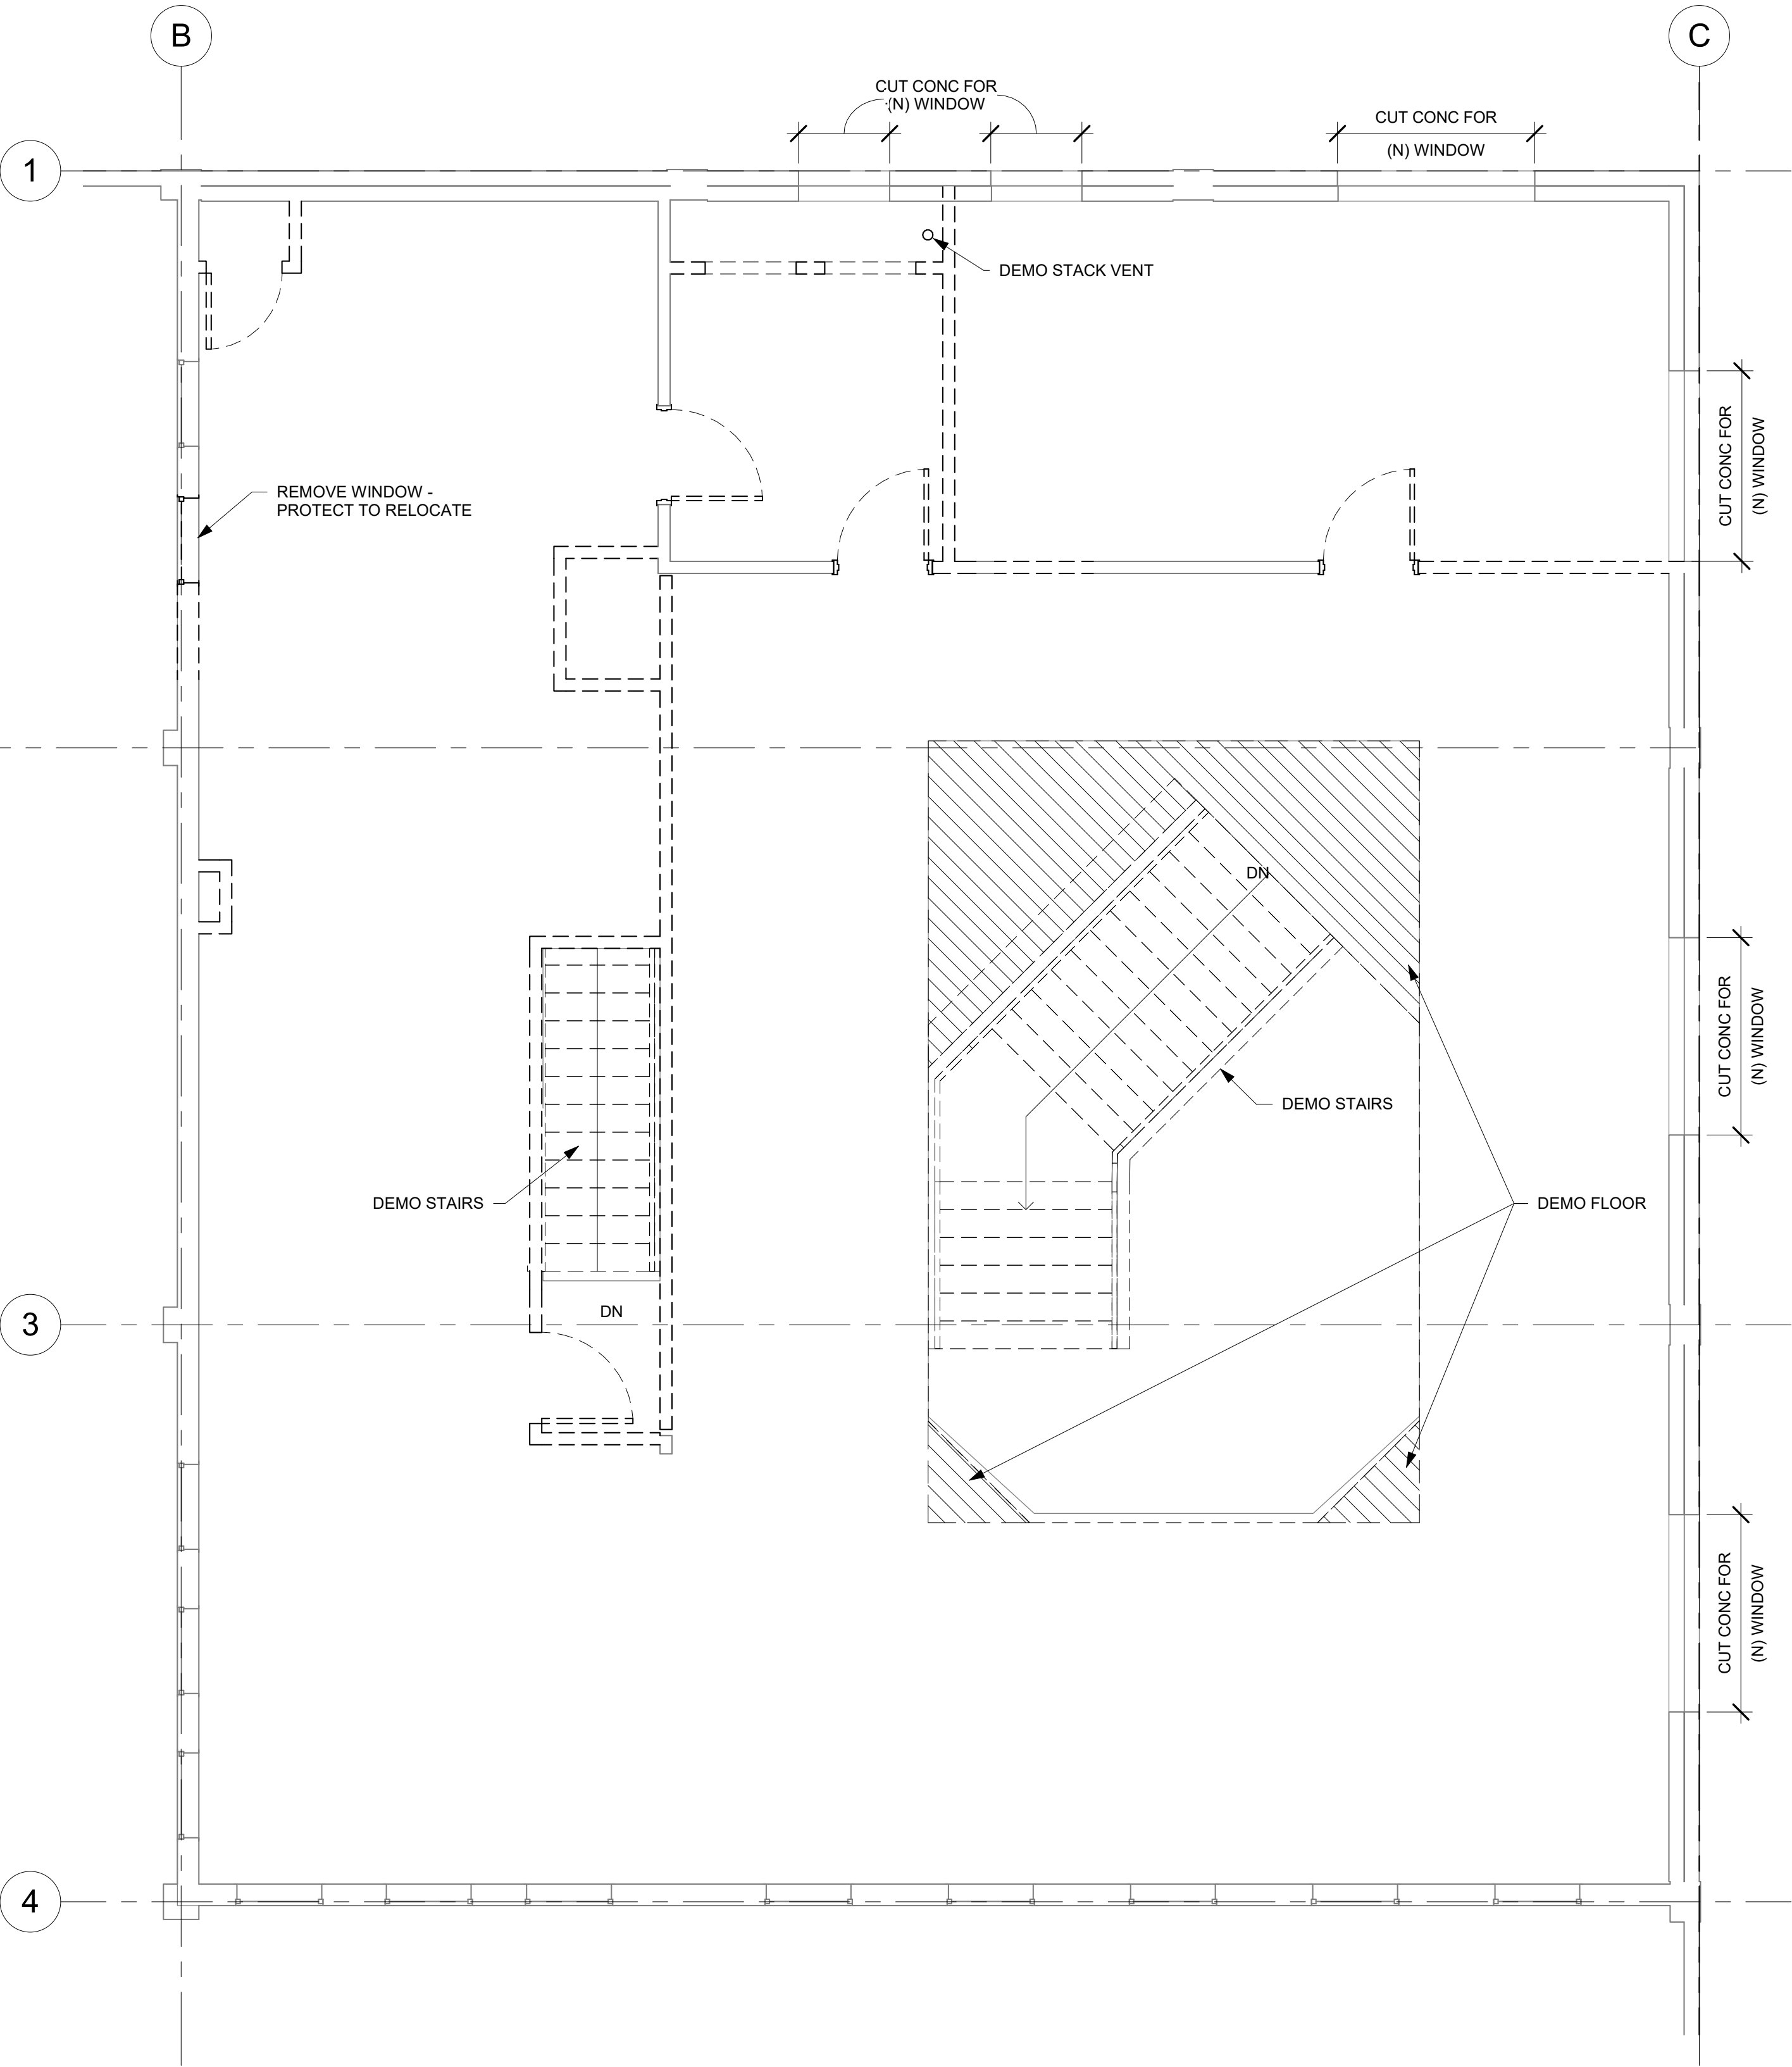 B
C
CUT CONC FOR
(N) WINDOW
CUT CONC FOR
(N) WINDOW
1
DEMO STACK VENT
CUT CONC FOR
(N) WINDOW
REMOVE WINDOW -
PROTECT TO RELOCATE
DN
CUT CONC FOR
(N) WINDOW
DEMO STAIRS
DEMO STAIRS
DEMO FLOOR
DN
3
CUT CONC FOR
(N) WINDOW
4